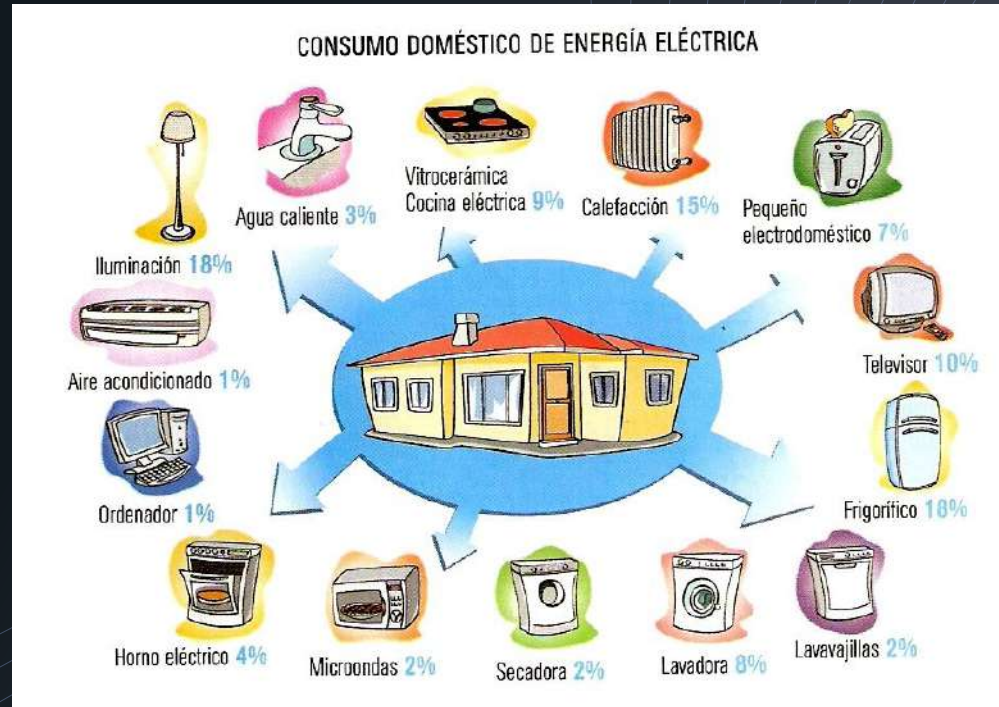 CONSUMO DOMÉSTICO DE ENERGÍA ELÉCTRICA
Iluminación 18%
Agua caliente 3%
Vitrocerámica
Cocina eléctrica 9%
Calefacción 15%
Pequeño
electrodoméstico 7%
Aire acondicionado 1%
Televisor 10%
Ordenador 1%
Frigorífico 18%
Horno eléctrico 4%
Microondas 2%
Secadora 2%
Lavadora 8%
Lavavajillas 2%